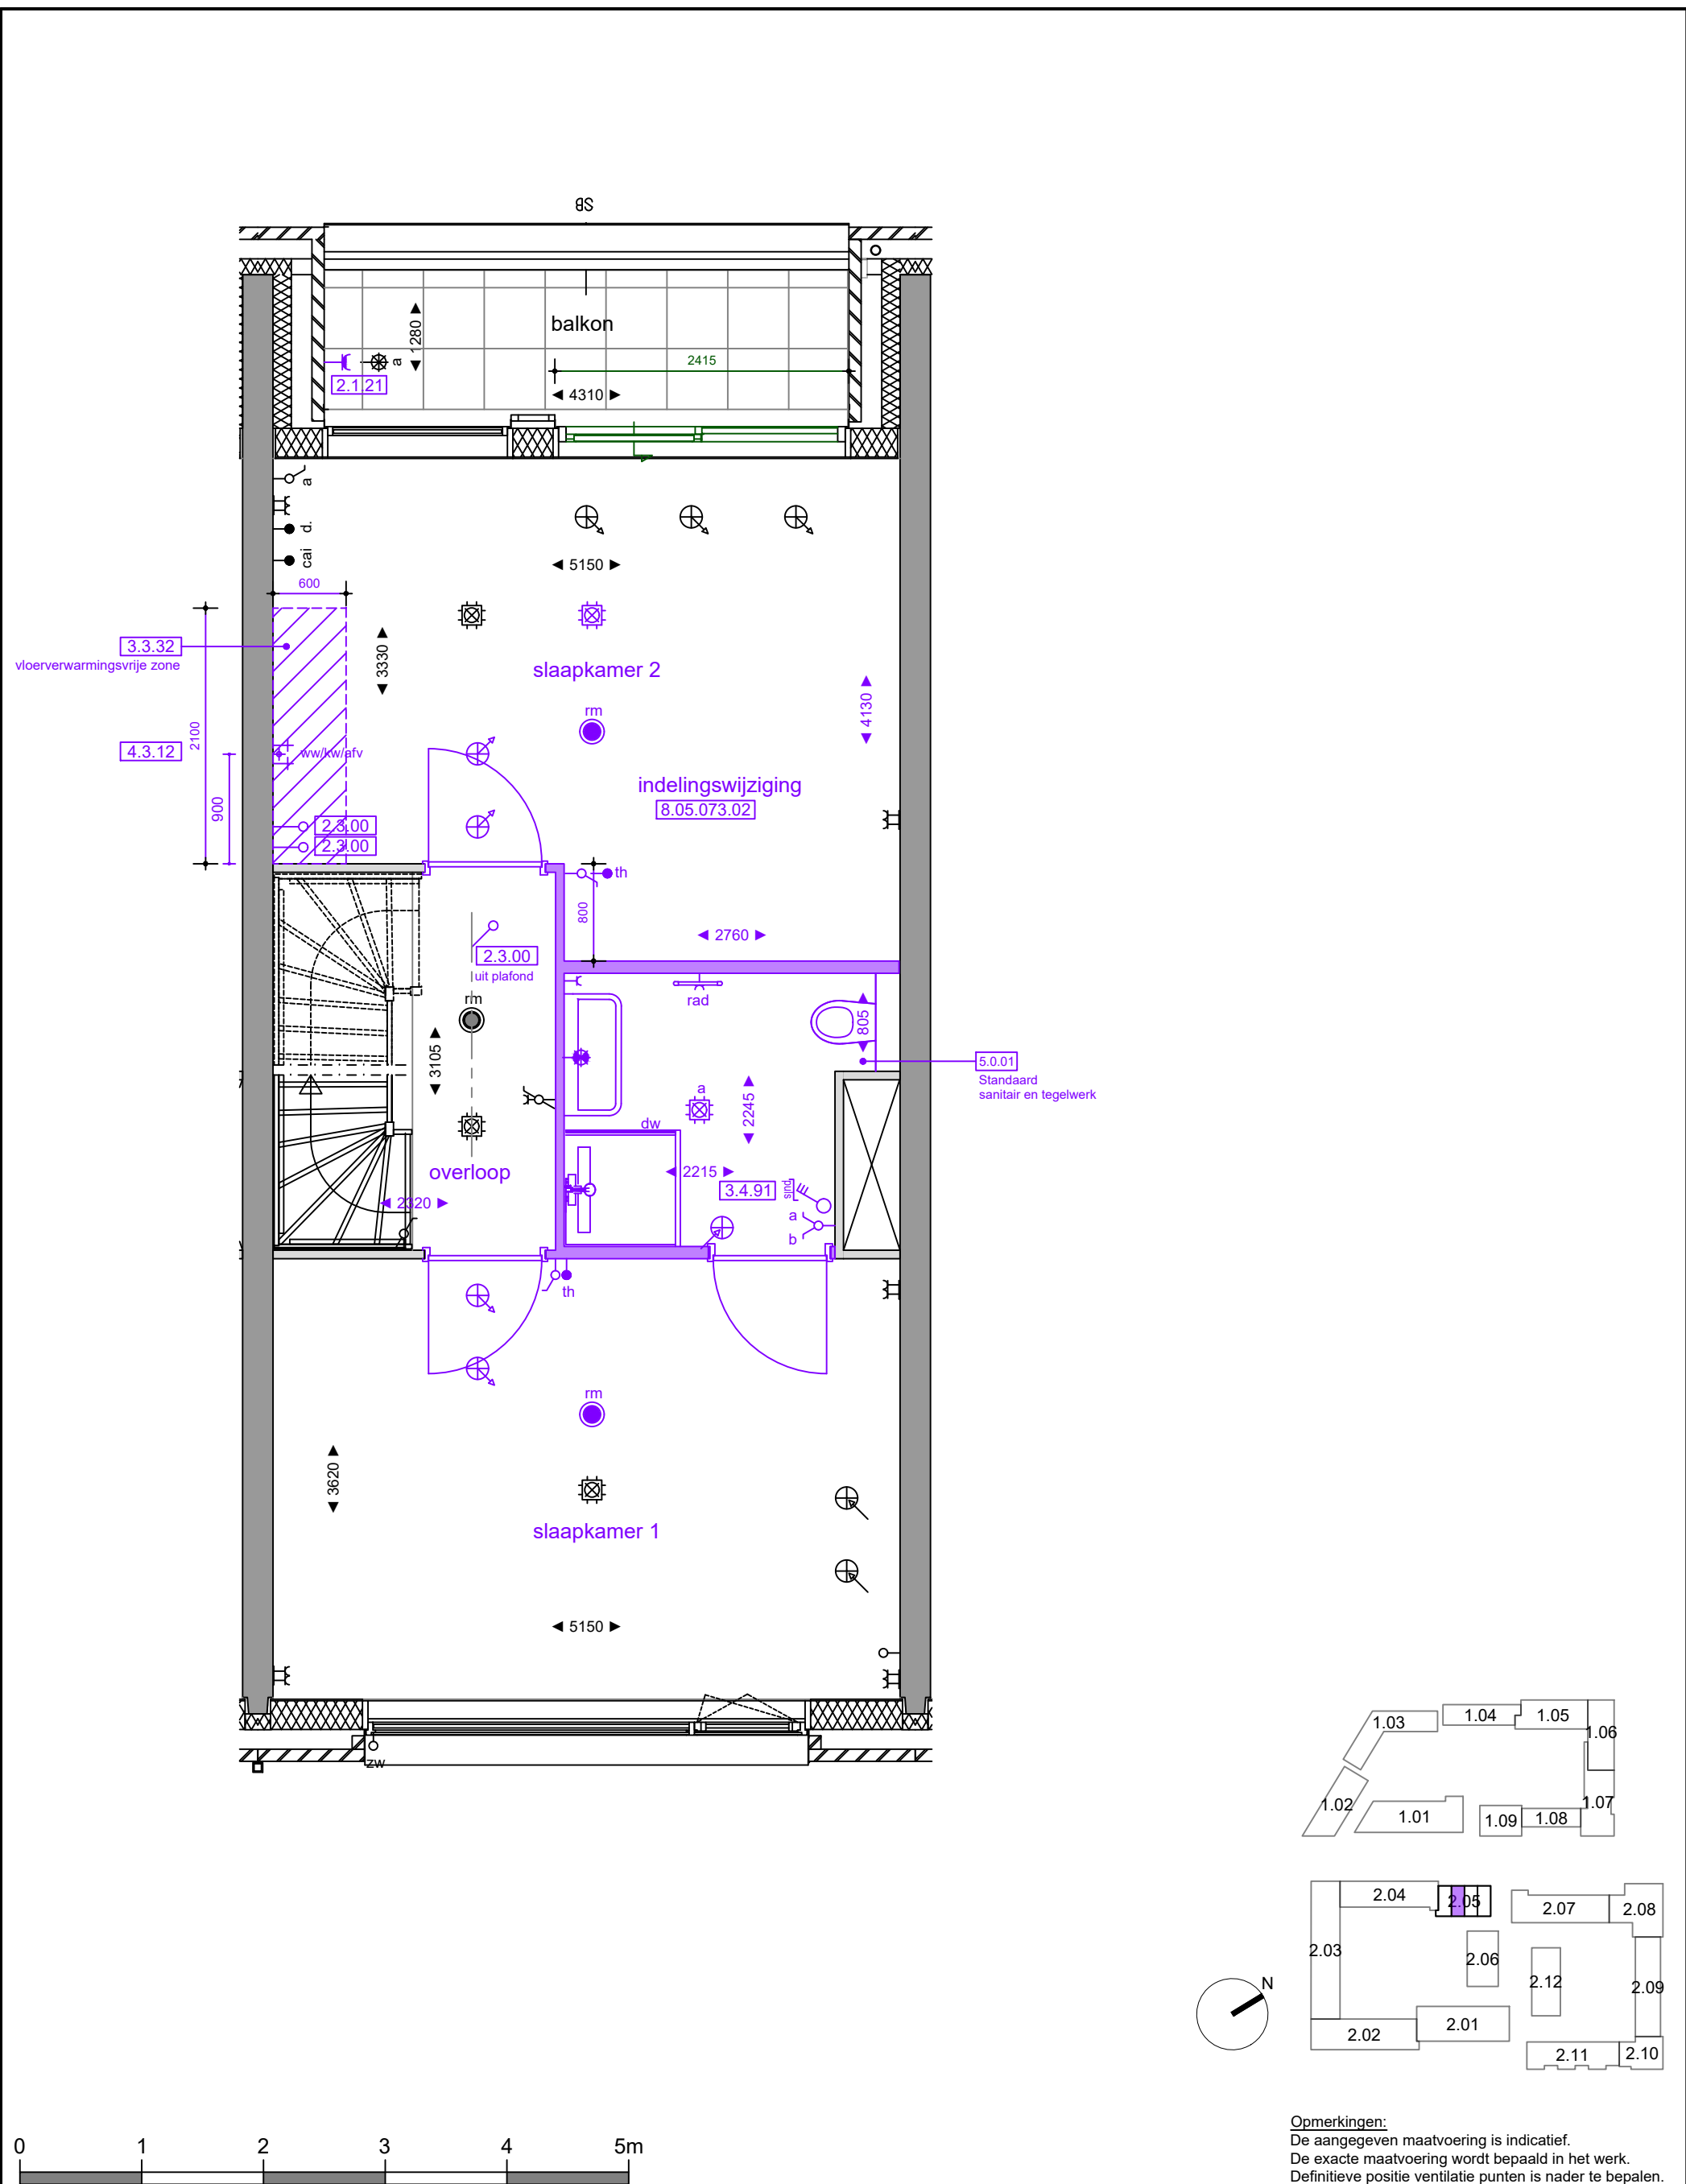 SB
balkon
1280
a
2.1.21
2415
4310
a
d.
cai
5150
600
3.3.32
vloerverwarmingsvrije zone
3330
slaapkamer 2
4130
rm
2100
4.3.12
ww/kw/afv
indelingswijziging
8.05.073.02
900
2.3.00
2.3.00
th
800
2760
2.3.00
uit plafond
rm
rad
805
3105
5.0.01
Standaard
sanitair en tegelwerk
a
2245
dw
overloop
2215
3.4.91
sind
2320
a
b
th
rm
3620
slaapkamer 1
5150
zw
1.03
1.04
1.05
1.06
1.02
1.01
1.09
1.08
1.07
2.04
2.05
2.07
2.08
2.03
2.06
2.12
2.09
N
2.02
2.01
2.11
2.10
Opmerkingen:
De aangegeven maatvoering is indicatief.
De exacte maatvoering wordt bepaald in het werk.
Definitieve positie ventilatie punten is nader te bepalen.
0 1 2 3 4 5m